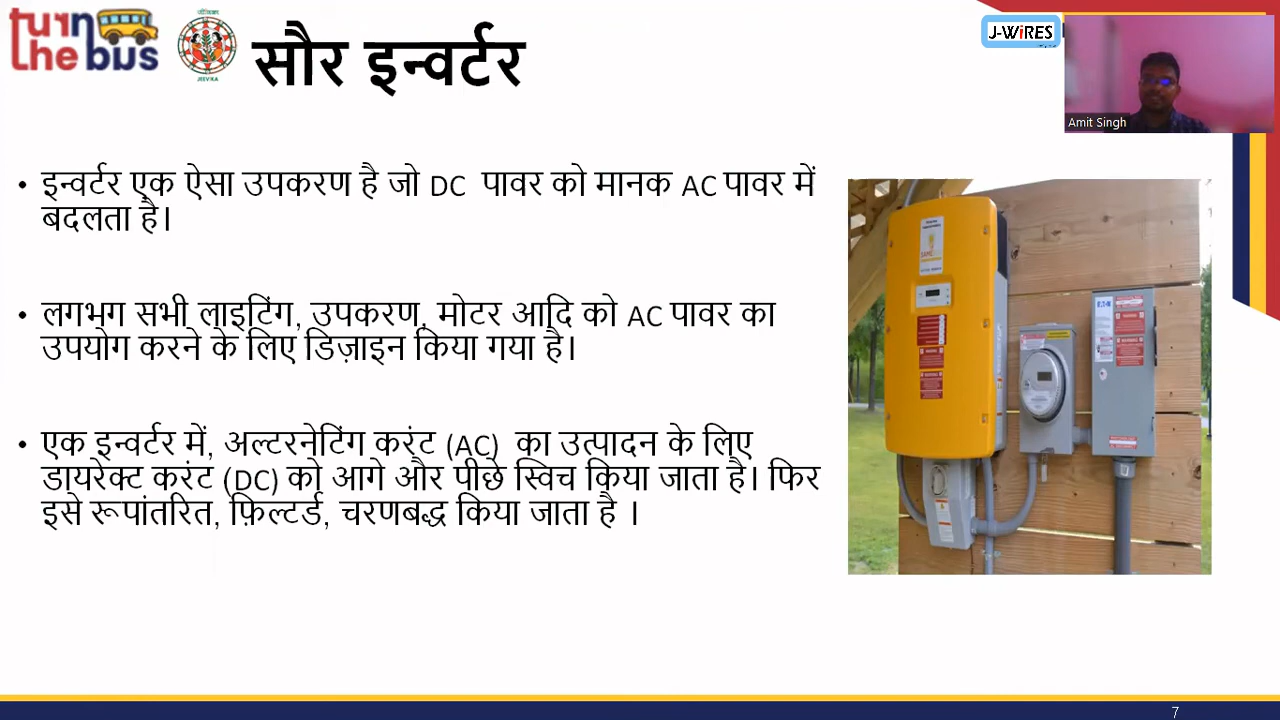 turn
the bus
JEEVIKA
सौर इन्वर्टर
J-WiRES
Amit Singh
• इन्वर्टर एक ऐसा उपकरण है जो DC पावर को मानक AC पावर में
बदलता है।
• लगभग सभी लाइटिंग, उपकरण, मोटर आदि को AC पावर का
उपयोग करने के लिए डिज़ाइन किया गया है।
• एक इन्वर्टर में, अल्टरनेटिंग करंट (AC) का उत्पादन के लिए
डायरेक्ट करंट (DC) को आगे और पीछे स्विच किया जाता है। फिर
इसे रूपांतरित, फ़िल्टर्ड, चरणबद्ध किया जाता है ।
7